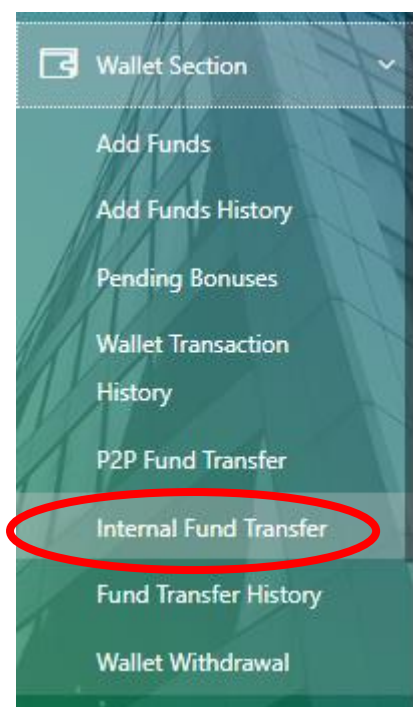 Wallet Section
Add Funds
Add Funds History
Pending Bonuses
Wallet Transaction
History
P2P Fund Transfer
Internal Fund Transfer
Fund Transfer History
Wallet Withdrawal